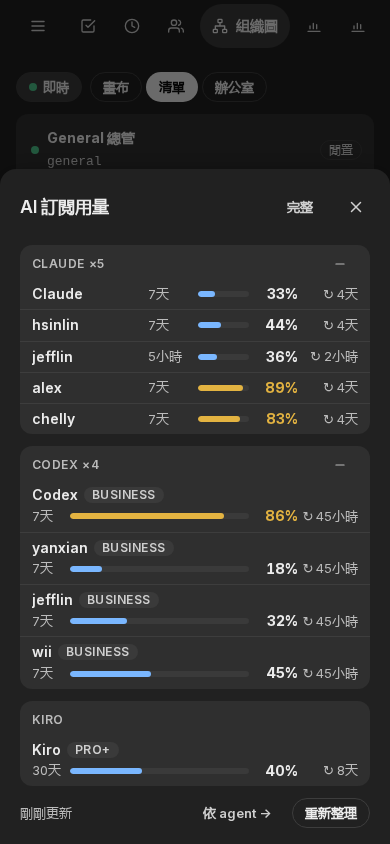 組織圖
即時 畫布 清單 辦公室
General 總管
general 閒置
AI 訂閱用量 完整
CLAUDE ×5
Claude 7天 33% ↻ 4天
hsinlin 7天 44% ↻ 4天
jefflin 5小時 36% ↻ 2小時
alex 7天 89% ↻ 4天
chelly 7天 83% ↻ 4天
CODEX ×4
Codex BUSINESS
7天 86% ↻ 45小時
yanxian BUSINESS
7天 18% ↻ 45小時
jefflin BUSINESS
7天 32% ↻ 45小時
wii BUSINESS
7天 45% ↻ 45小時
KIRO
Kiro PRO+
30天 40% ↻ 8天
剛剛更新 依 agent → 重新整理